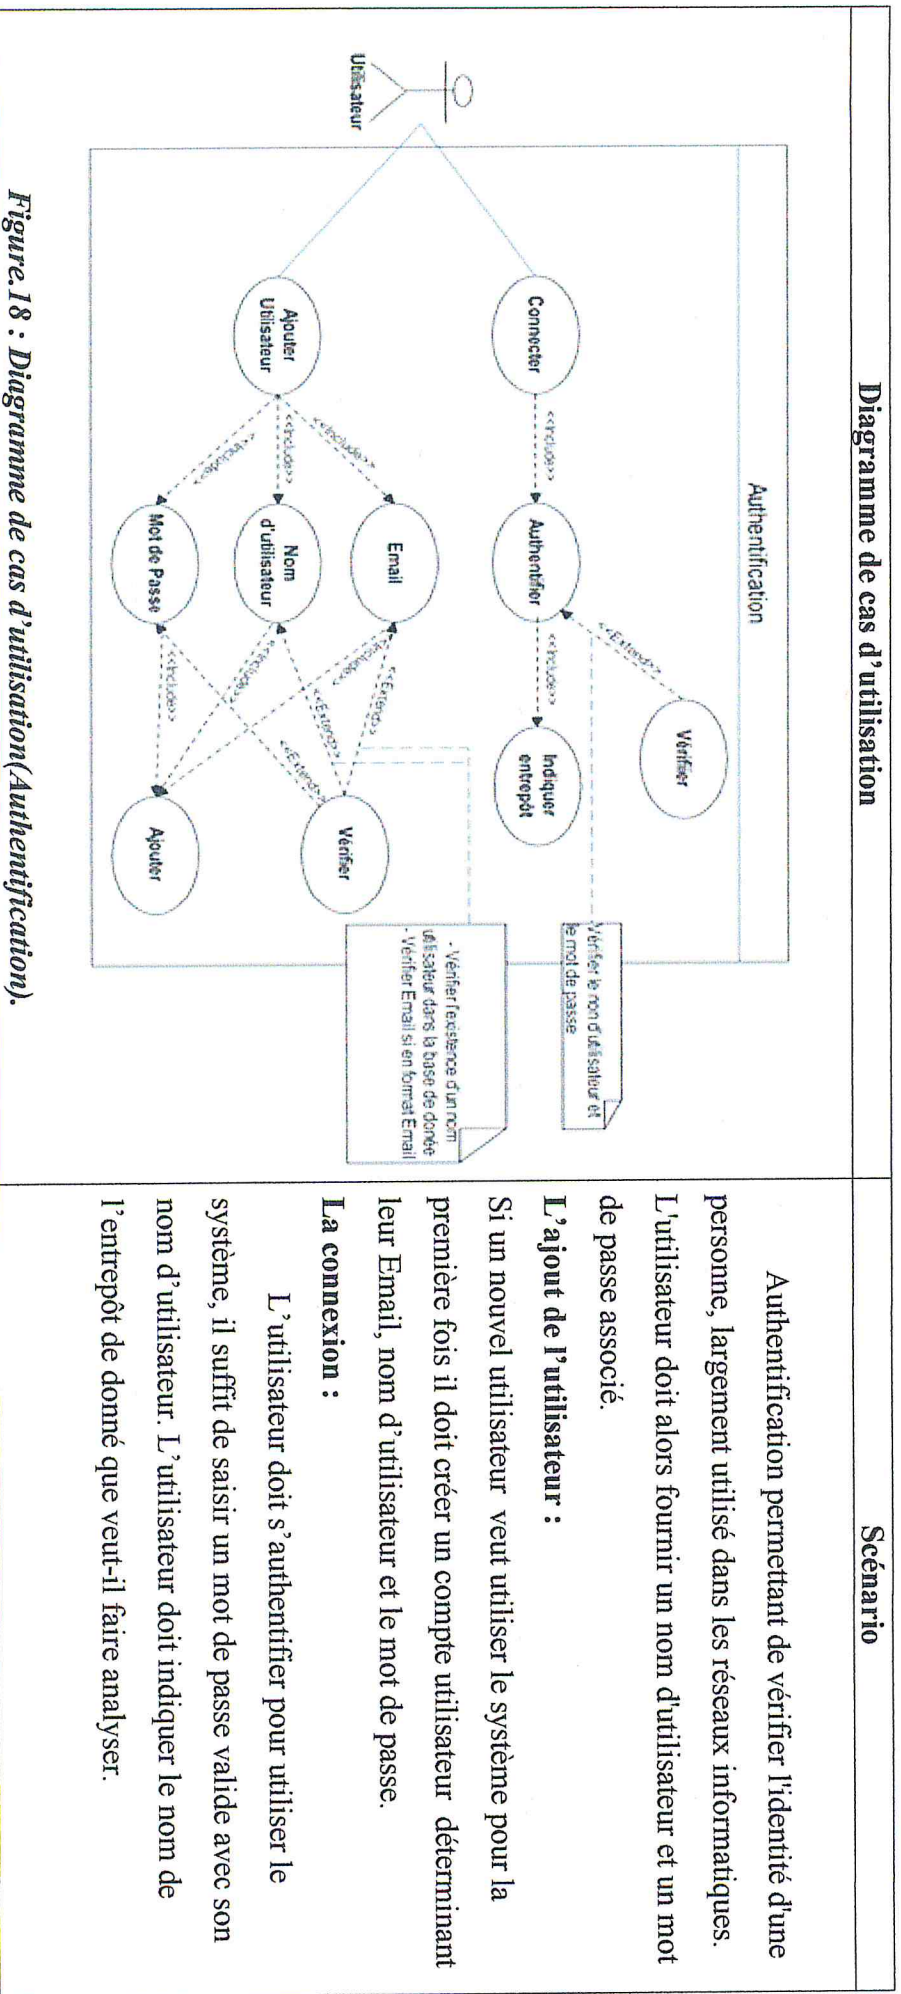 Diagramme de cas d'utilisation
Scénario
Authentification
Utilisateur
Connecter
<<Include>>
Authentifier
<<Include>>
Indiquer
entrepôt
<<Extend>>
Vérifier
Vérifier le non d'utilisateur et
le mot de passe
Ajouter
Utilisateur
<<Include>>
<<Include>>
Email
Nom
d'utilisateur
Mot de Passe
<<Extend>>
<<Extend>>
<<Extend>>
<<Include>>
Vérifier
Ajouter
- Vérifier l'existence d'un nom
utilisateur dans la base de donée
- Vérifier Email si en format Email
Authentification permettant de vérifier l'identité d'une
personne, largement utilisé dans les réseaux informatiques.
L'utilisateur doit alors fournir un nom d'utilisateur et un mot
de passe associé.
L'ajout de l'utilisateur :
Si un nouvel utilisateur veut utiliser le système pour la
première fois il doit créer un compte utilisateur déterminant
leur Email, nom d'utilisateur et le mot de passe.
La connexion :
L'utilisateur doit s'authentifier pour utiliser le
système, il suffit de saisir un mot de passe valide avec son
nom d'utilisateur. L'utilisateur doit indiquer le nom de
l'entrepôt de donné que veut-il faire analyser.
Figure.18 : Diagramme de cas d'utilisation(Authentification).